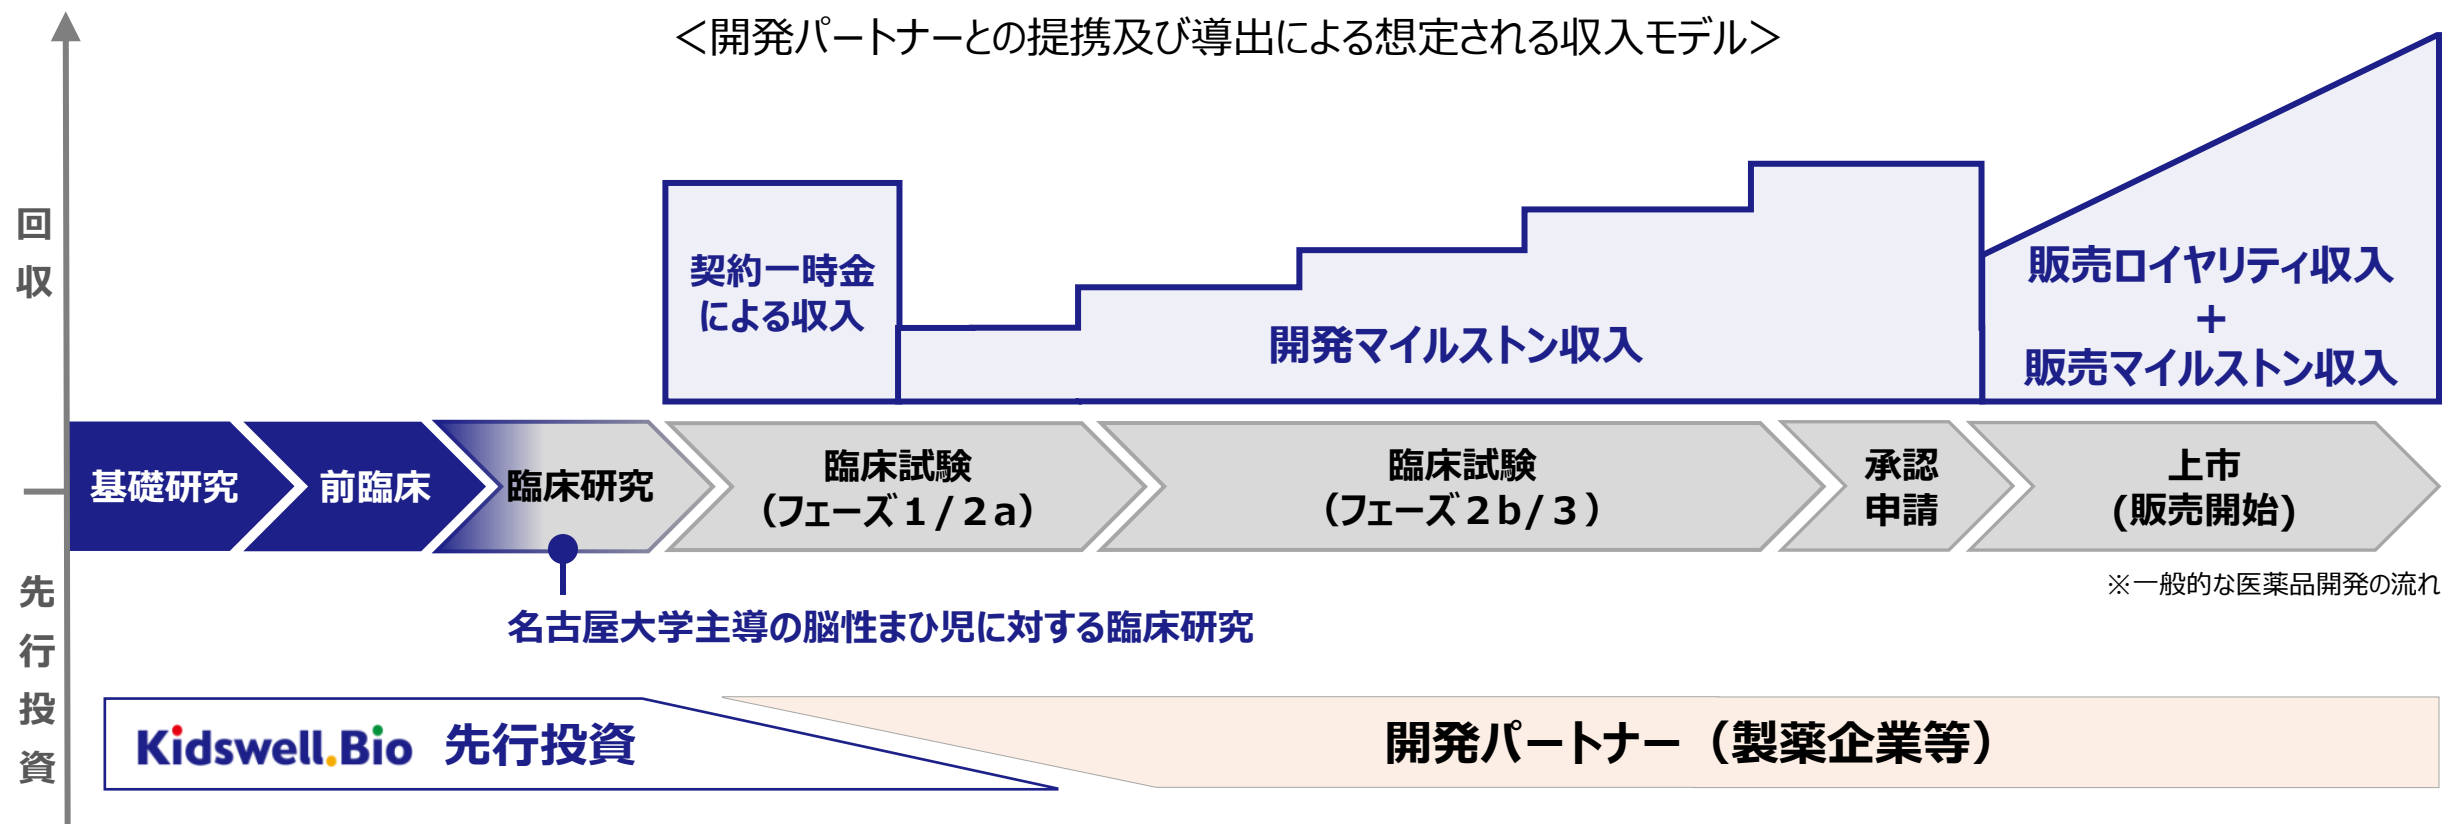 ＜開発パートナーとの提携及び導出による想定される収入モデル＞
回収
契約一時金
による収入
開発マイルストン収入
販売ロイヤリティ収入
+
販売マイルストン収入
基礎研究
前臨床
臨床研究
臨床試験
（フェーズ１/２a）
臨床試験
（フェーズ２b/３）
承認
申請
上市
(販売開始)
※一般的な医薬品開発の流れ
名古屋大学主導の脳性まひ児に対する臨床研究
先行投資
Kidswell.Bio 先行投資
開発パートナー（製薬企業等）